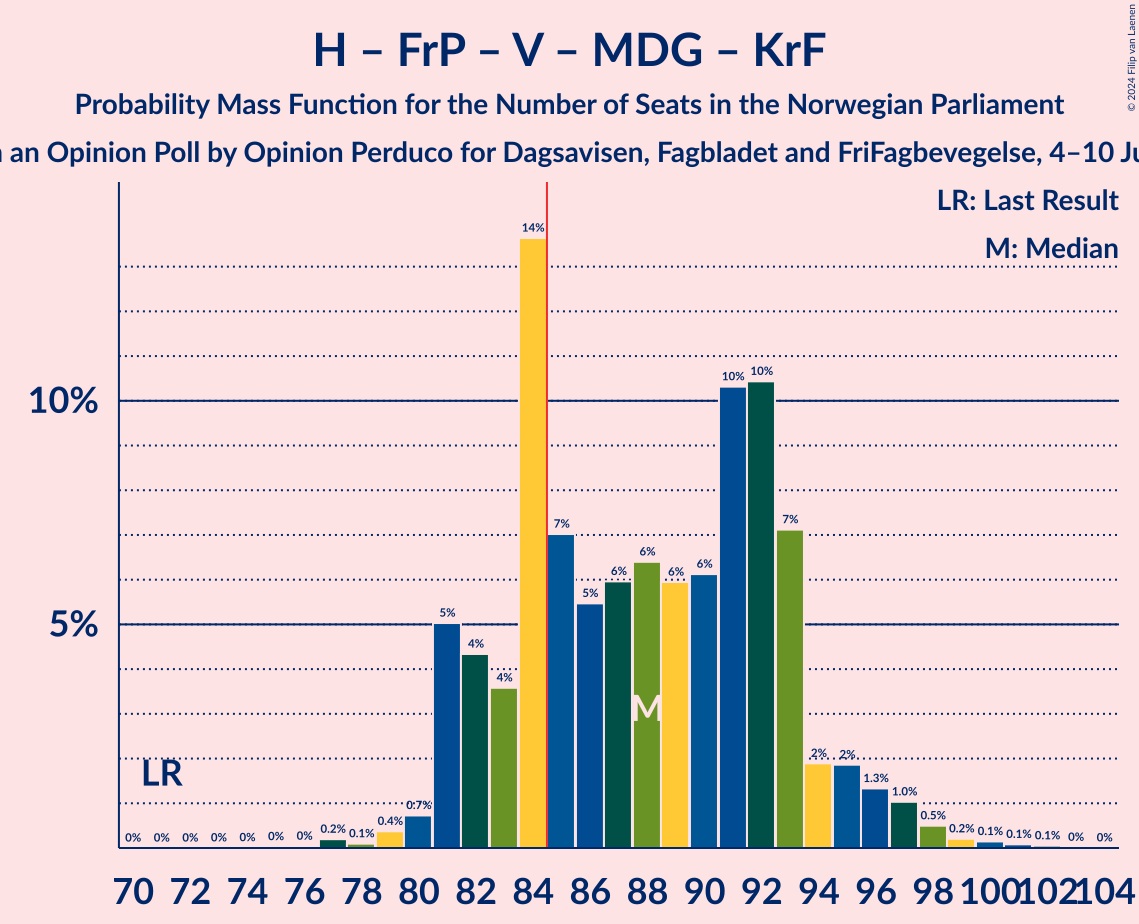 H – FrP – V – MDG – KrF
Probability Mass Function for the Number of Seats in the Norwegian Parliament
an Opinion Poll by Opinion Perduco for Dagsavisen, Fagbladet and FriFagbevegelse, 4–10
© 2024 Filip van Laenen
LR: Last Result
M: Median
14%
10% 10%
10%
7% 7%
5% 6% 6% 6% 6%
5%
5% 4% 4%
M
LR
2% 2% 1.3% 1.0%
0% 0% 0% 0% 0% 0% 0% 0.2% 0.1% 0.4% 0.7% 0.5% 0.2% 0.1% 0.1% 0.1% 0% 0%
70 72 74 76 78 80 82 84 86 88 90 92 94 96 98 100 102 104